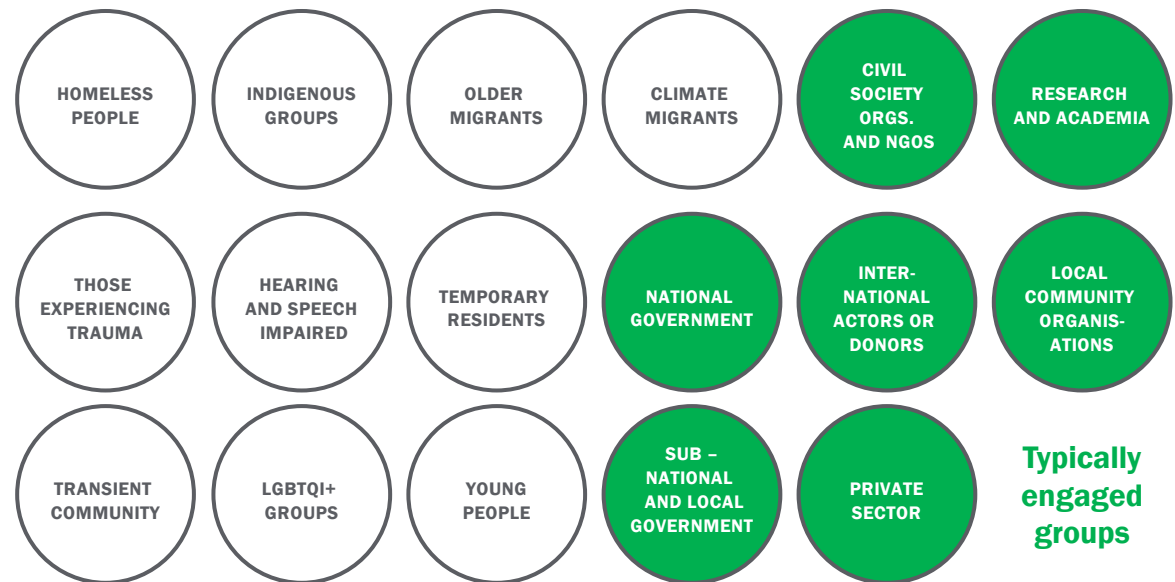 HOMELESS
PEOPLE
INDIGENOUS
GROUPS
OLDER
MIGRANTS
CLIMATE
MIGRANTS
CIVIL
SOCIETY
ORGS.
AND NGOS
RESEARCH
AND ACADEMIA
THOSE
EXPERIENCING
TRAUMA
HEARING
AND SPEECH
IMPAIRED
TEMPORARY
RESIDENTS
NATIONAL
GOVERNMENT
INTER-
NATIONAL
ACTORS OR
DONORS
LOCAL
COMMUNITY
ORGANIS-
ATIONS
TRANSIENT
COMMUNITY
LGBTQI+
GROUPS
YOUNG
PEOPLE
SUB –
NATIONAL
AND LOCAL
GOVERNMENT
PRIVATE
SECTOR
Typically
engaged
groups